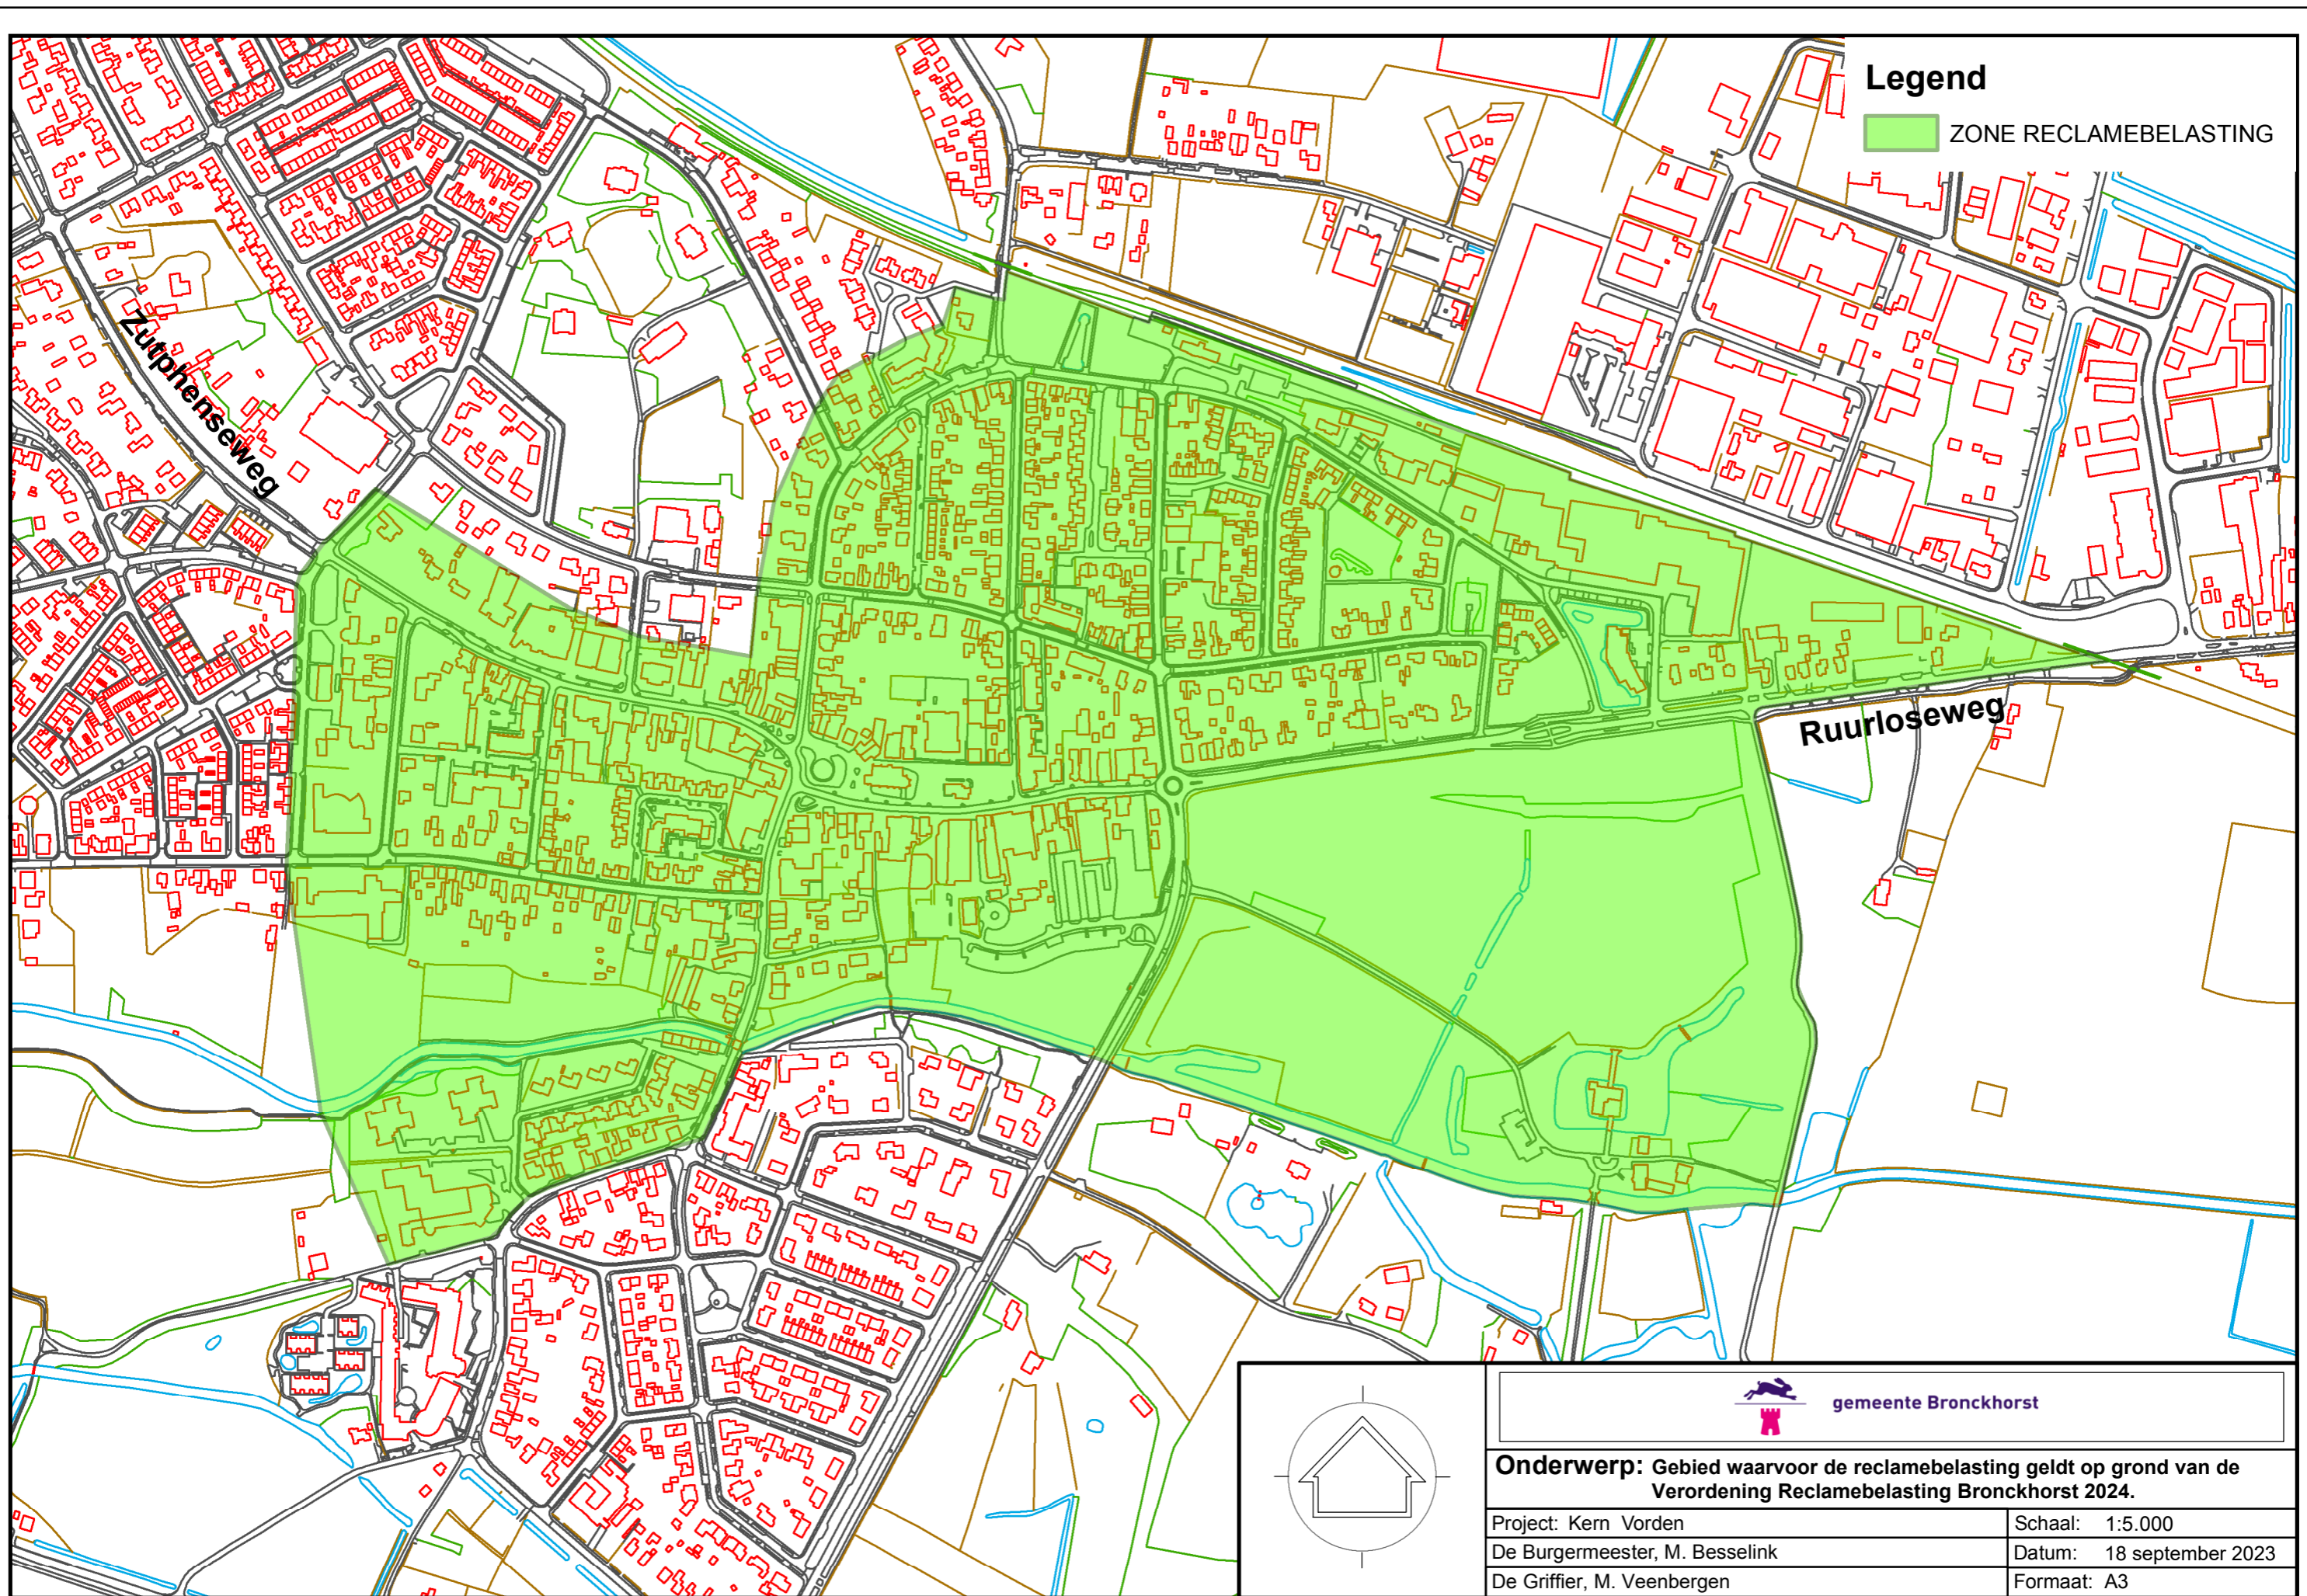 Legend
ZONE RECLAMEBELASTING
Zutphenseweg
Ruurloseweg
gemeente Bronckhorst
Onderwerp: Gebied waarvoor de reclamebelasting geldt op grond van de
Verordening Reclamebelasting Bronckhorst 2024.
Project: Kern Vorden
Schaal: 1:5.000
De Burgermeester, M. Besselink
Datum: 18 september 2023
De Griffier, M. Veenbergen
Formaat: A3